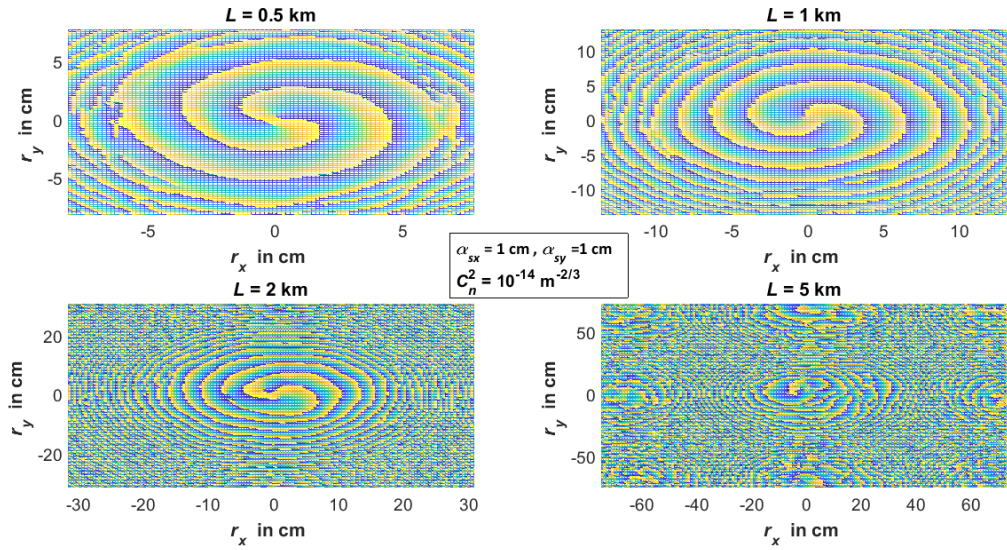 L = 0.5 km
5
0
-5
r_y in cm
-5
0
5
r_x in cm
L = 1 km
10
5
0
-5
-10
r_y in cm
-10
-5
0
5
10
r_x in cm
α_sx = 1 cm , α_sy =1 cm
C_n^2 = 10^-14 m^-2/3
L = 2 km
20
0
-20
r_y in cm
-30
-20
-10
0
10
20
30
r_x in cm
L = 5 km
50
0
-50
r_y in cm
-60
-40
-20
0
20
40
60
r_x in cm